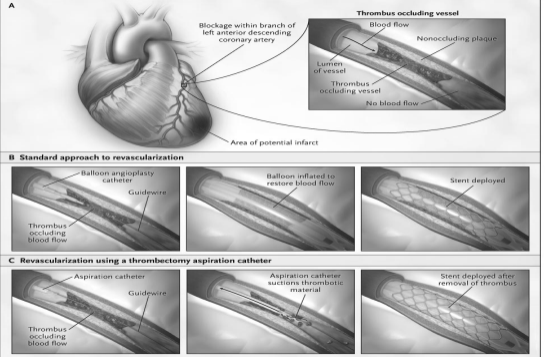 A
Thrombus occluding vessel
Blockage within branch of
left anterior descending
coronary artery
Blood flow
Nonoccluding plaque
Lumen
of vessel
Thrombus
occluding vessel
No blood flow
Area of potential infarct
B Standard approach to revascularization
Balloon angioplasty
catheter
Guidewire
Thrombus
occluding
blood flow
Balloon inflated to
restore blood flow
Stent deployed
C Revascularization using a thrombectomy aspiration catheter
Aspiration catheter
Guidewire
Thrombus
occluding
blood flow
Aspiration catheter
suctions thrombotic
material
Stent deployed after
removal of thrombus